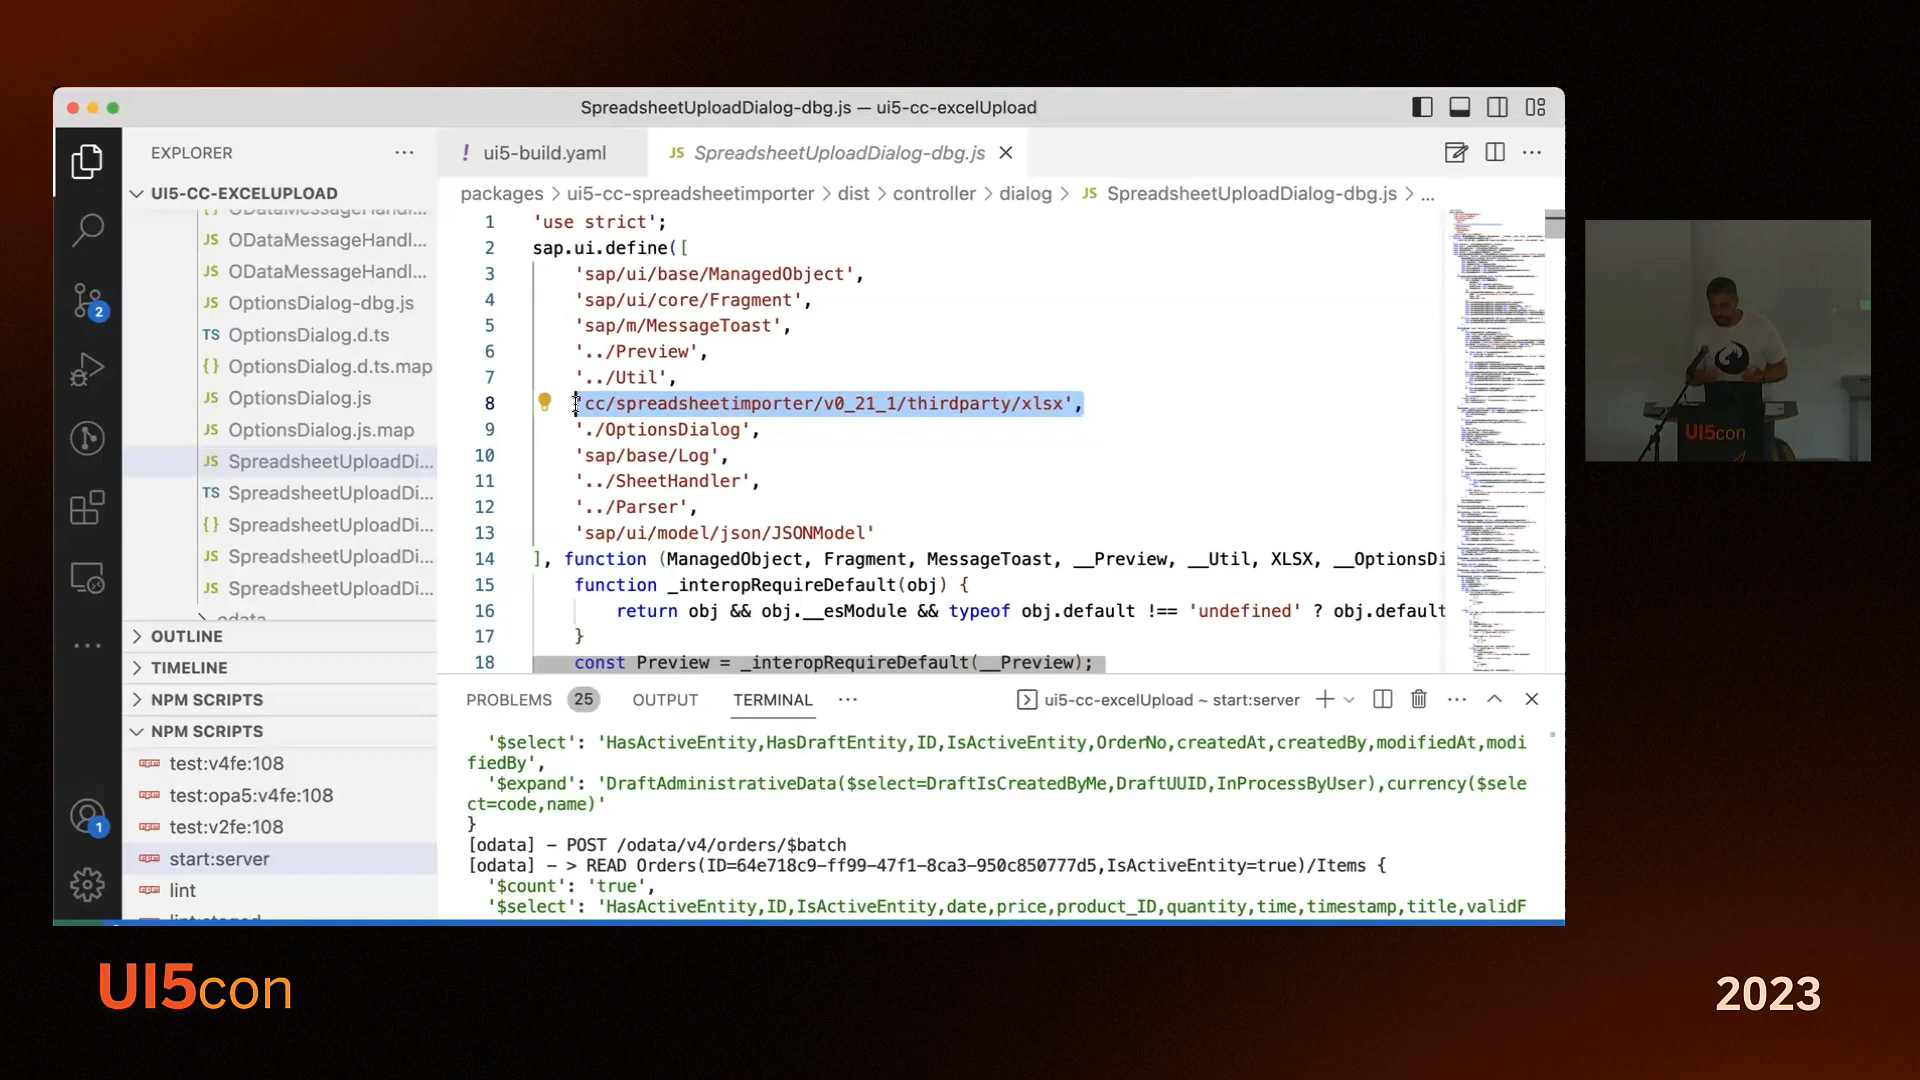 SpreadsheetUploadDialog-dbg.js — ui5-cc-excelUpload
EXPLORER
UI5-CC-EXCELUPLOAD
ODataMessageHandl...
ODataMessageHandl...
ODataMessageHandl...
OptionsDialog-dbg.js
OptionsDialog.d.ts
OptionsDialog.d.ts.map
OptionsDialog.js
OptionsDialog.js.map
SpreadsheetUploadDi...
SpreadsheetUploadDi...
SpreadsheetUploadDi...
SpreadsheetUploadDi...
SpreadsheetUploadDi...
odata
OUTLINE
TIMELINE
NPM SCRIPTS
NPM SCRIPTS
test:v4fe:108
test:opa5:v4fe:108
test:v2fe:108
start:server
lint
lint:staged
2
1
! ui5-build.yaml
JS SpreadsheetUploadDialog-dbg.js
packages > ui5-cc-spreadsheetimporter > dist > controller > dialog > JS SpreadsheetUploadDialog-dbg.js > ...
1 'use strict';
2 sap.ui.define([
3 'sap/ui/base/ManagedObject',
4 'sap/ui/core/Fragment',
5 'sap/m/MessageToast',
6 '../Preview',
7 '../Util',
8 'cc/spreadsheetimporter/v0_21_1/thirdparty/xlsx',
9 './OptionsDialog',
10 'sap/base/Log',
11 '../SheetHandler',
12 '../Parser',
13 'sap/ui/model/json/JSONModel'
14 ], function (ManagedObject, Fragment, MessageToast, __Preview, __Util, XLSX, __OptionsDi
15 function _interopRequireDefault(obj) {
16 return obj && obj.__esModule && typeof obj.default !== 'undefined' ? obj.default
17 }
18 const Preview = _interopRequireDefault(__Preview);
PROBLEMS 25 OUTPUT TERMINAL ... ui5-cc-excelUpload ~ start:server
'$select': 'HasActiveEntity,HasDraftEntity,ID,IsActiveEntity,OrderNo,createdAt,createdBy,modifiedAt,modi
fiedBy',
'$expand': 'DraftAdministrativeData($select=DraftIsCreatedByMe,DraftUUID,InProcessByUser),currency($sele
ct=code,name)'
}
[odata] – POST /odata/v4/orders/$batch
[odata] – > READ Orders(ID=64e718c9-ff99-47f1-8ca3-950c850777d5,IsActiveEntity=true)/Items {
'$count': 'true',
'$select': 'HasActiveEntity,ID,IsActiveEntity,date,price,product_ID,quantity,time,timestamp,title,validF
UI5con
UI5con
2023